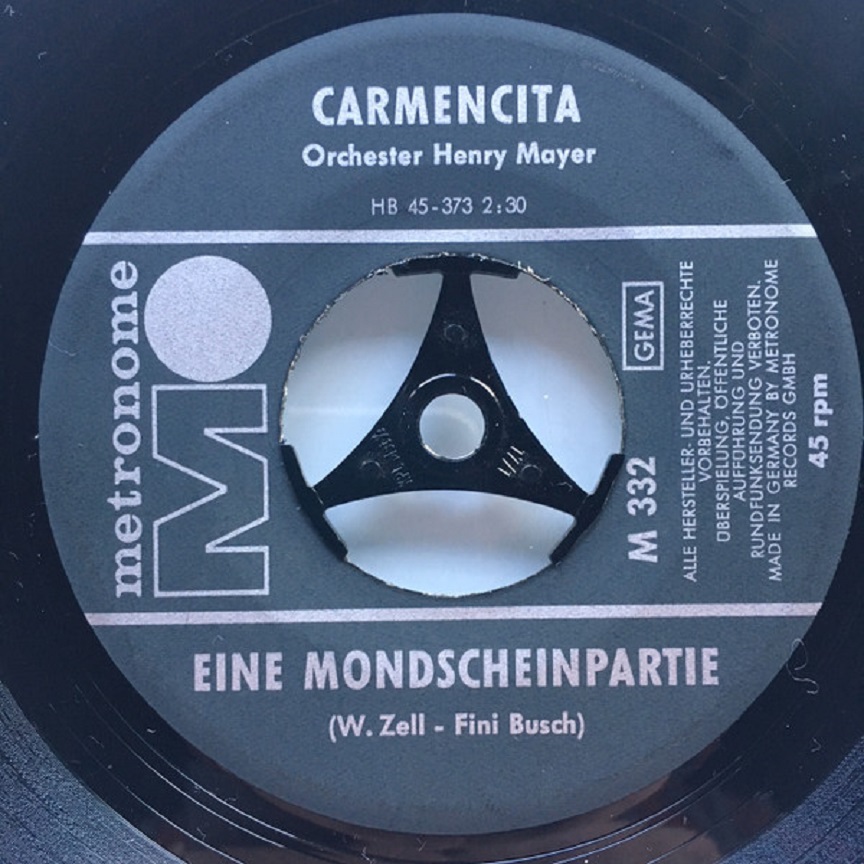 CARMENCITA
Orchester Henry Mayer
HB 45-373 2:30
metronome
M
GEMA
M 332
ALLE HERSTELLER- UND URHEBERRECHTE
VORBEHALTEN.
ÜBERSPIELUNG, ÖFFENTLICHE
AUFFÜHRUNG UND
RUNDFUNKSENDUNG VERBOTEN.
MADE IN GERMANY BY METRONOME
RECORDS GMBH
45 rpm
EINE MONDSCHEINPARTIE
(W. Zell - Fini Busch)